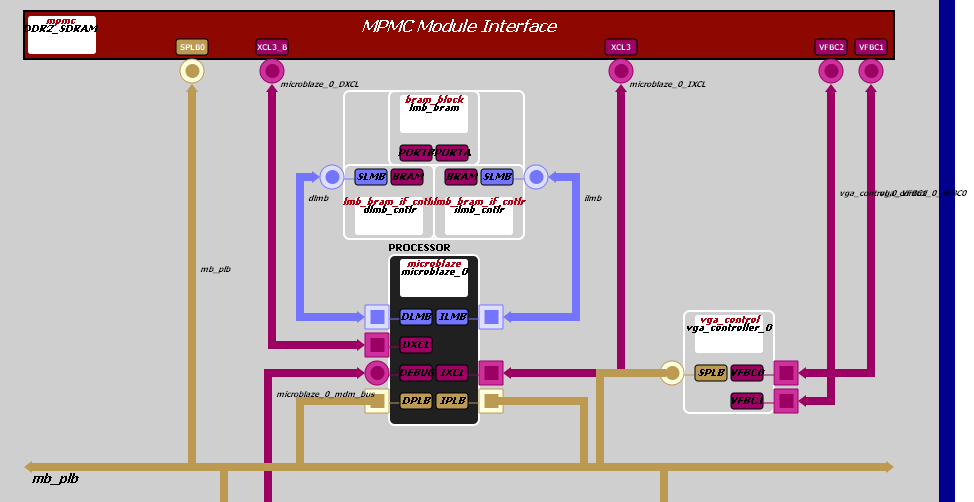 MPMC Module Interface
mpmc
DDR2_SDRAM
SPLB0
XCL3_B
XCL3
VFBC2
VFBC1
microblaze_0_DXCL
microblaze_0_IXCL
bram_block
lmb_bram
PORTB
PORTA
SLMB
BRAM
BRAM
SLMB
dlmb
lmb_bram_if_cntlr
dlmb_cntlr
lmb_bram_if_cntlr
ilmb_cntlr
ilmb
PROCESSOR
microblaze
microblaze_0
mb_plb
DLMB
ILMB
vga_control
vga_controller_0
DXCL
DEBUG
IXCL
SPLB
VFBC0
microblaze_0_mdm_bus
DPLB
IPLB
VFBC1
mb_plb